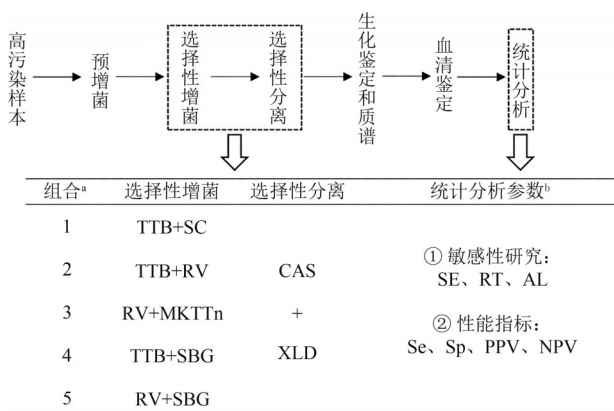 高污染样本
预增菌
选择性增菌
选择性分离
生化鉴定和质谱
血清鉴定
统计分析
组合a 选择性增菌 选择性分离 统计分析参数b
1 TTB+SC
2 TTB+RV CAS
3 RV+MKTTn +
4 TTB+SBG XLD
5 RV+SBG
① 敏感性研究:
SE、RT、AL
② 性能指标:
Se、Sp、PPV、NPV